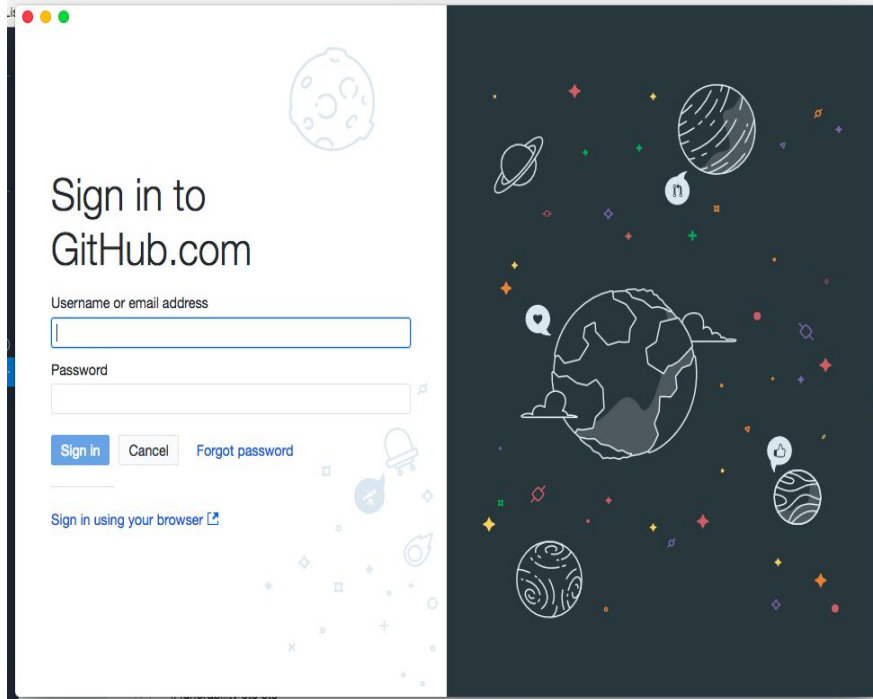 Sign in to
GitHub.com
Username or email address
Password
Sign in Cancel Forgot password
Sign in using your browser